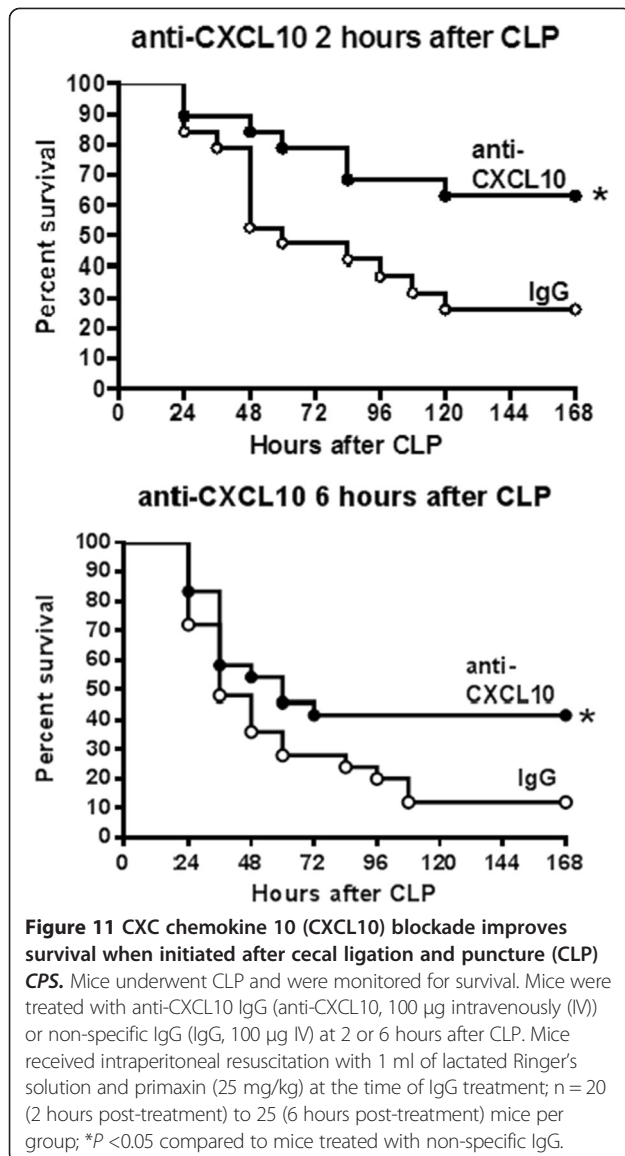 anti-CXCL10 2 hours after CLP
100
90
80
70
60
50
40
30
20
10
0
Percent survival
anti-
CXCL10
*
IgG
0 24 48 72 96 120 144 168
Hours after CLP
anti-CXCL10 6 hours after CLP
100
90
80
70
60
50
40
30
20
10
0
Percent survival
anti-
CXCL10
*
IgG
0 24 48 72 96 120 144 168
Hours after CLP
Figure 11 CXC chemokine 10 (CXCL10) blockade improves
survival when initiated after cecal ligation and puncture (CLP)
CPS. Mice underwent CLP and were monitored for survival. Mice were
treated with anti-CXCL10 IgG (anti-CXCL10, 100 μg intravenously (IV))
or non-specific IgG (IgG, 100 μg IV) at 2 or 6 hours after CLP. Mice
received intraperitoneal resuscitation with 1 ml of lactated Ringer's
solution and primaxin (25 mg/kg) at the time of IgG treatment; n = 20
(2 hours post-treatment) to 25 (6 hours post-treatment) mice per
group; *P <0.05 compared to mice treated with non-specific IgG.